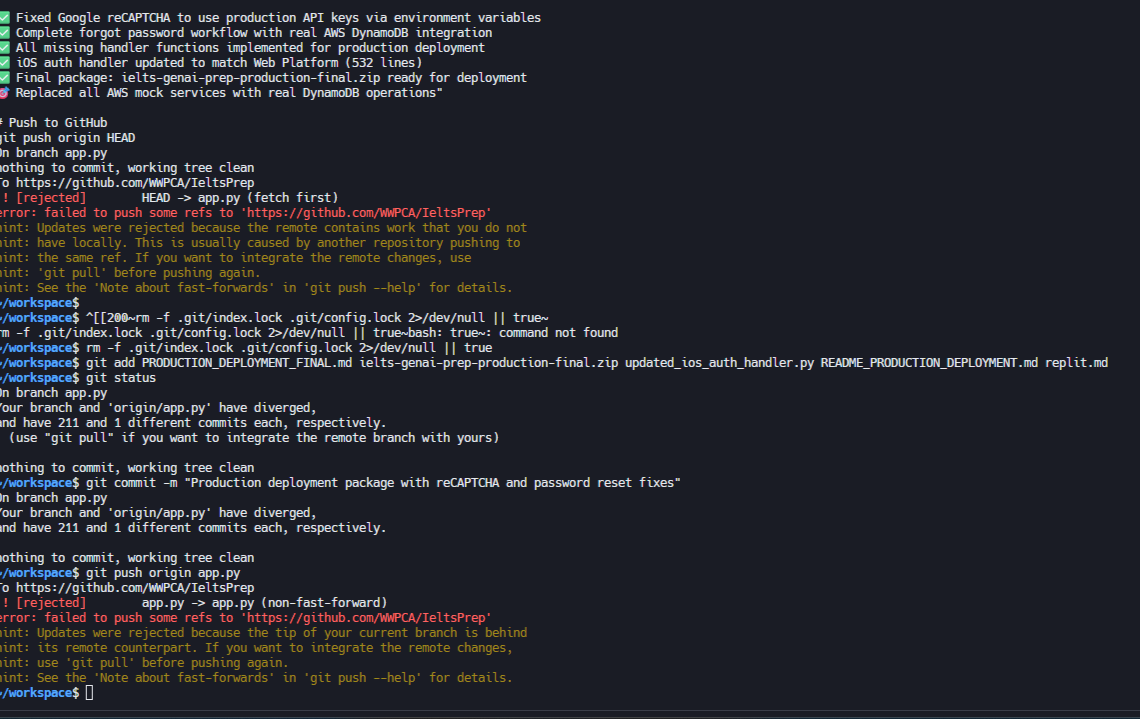 ✅ Fixed Google reCAPTCHA to use production API keys via environment variables
✅ Complete forgot password workflow with real AWS DynamoDB integration
✅ All missing handler functions implemented for production deployment
✅ iOS auth handler updated to match Web Platform (532 lines)
✅ Final package: ielts-genai-prep-production-final.zip ready for deployment
🎯 Replaced all AWS mock services with real DynamoDB operations"

# Push to GitHub
git push origin HEAD
On branch app.py
nothing to commit, working tree clean
To https://github.com/WWPCA/IeltsPrep
! [rejected]        HEAD -> app.py (fetch first)
error: failed to push some refs to 'https://github.com/WWPCA/IeltsPrep'
hint: Updates were rejected because the remote contains work that you do not
hint: have locally. This is usually caused by another repository pushing to
hint: the same ref. If you want to integrate the remote changes, use
hint: 'git pull' before pushing again.
hint: See the 'Note about fast-forwards' in 'git push --help' for details.
~/workspace$
~/workspace$ ^[[200~rm -f .git/index.lock .git/config.lock 2>/dev/null || true~
rm -f .git/index.lock .git/config.lock 2>/dev/null || true~bash: true~: command not found
~/workspace$ rm -f .git/index.lock .git/config.lock 2>/dev/null || true
~/workspace$ git add PRODUCTION_DEPLOYMENT_FINAL.md ielts-genai-prep-production-final.zip updated_ios_auth_handler.py README_PRODUCTION_DEPLOYMENT.md replit.md
~/workspace$ git status
On branch app.py
Your branch and 'origin/app.py' have diverged,
and have 211 and 1 different commits each, respectively.
(use "git pull" if you want to integrate the remote branch with yours)

nothing to commit, working tree clean
~/workspace$ git commit -m "Production deployment package with reCAPTCHA and password reset fixes"
On branch app.py
Your branch and 'origin/app.py' have diverged,
and have 211 and 1 different commits each, respectively.

nothing to commit, working tree clean
~/workspace$ git push origin app.py
To https://github.com/WWPCA/IeltsPrep
! [rejected]        app.py -> app.py (non-fast-forward)
error: failed to push some refs to 'https://github.com/WWPCA/IeltsPrep'
hint: Updates were rejected because the tip of your current branch is behind
hint: its remote counterpart. If you want to integrate the remote changes,
hint: use 'git pull' before pushing again.
hint: See the 'Note about fast-forwards' in 'git push --help' for details.
~/workspace$